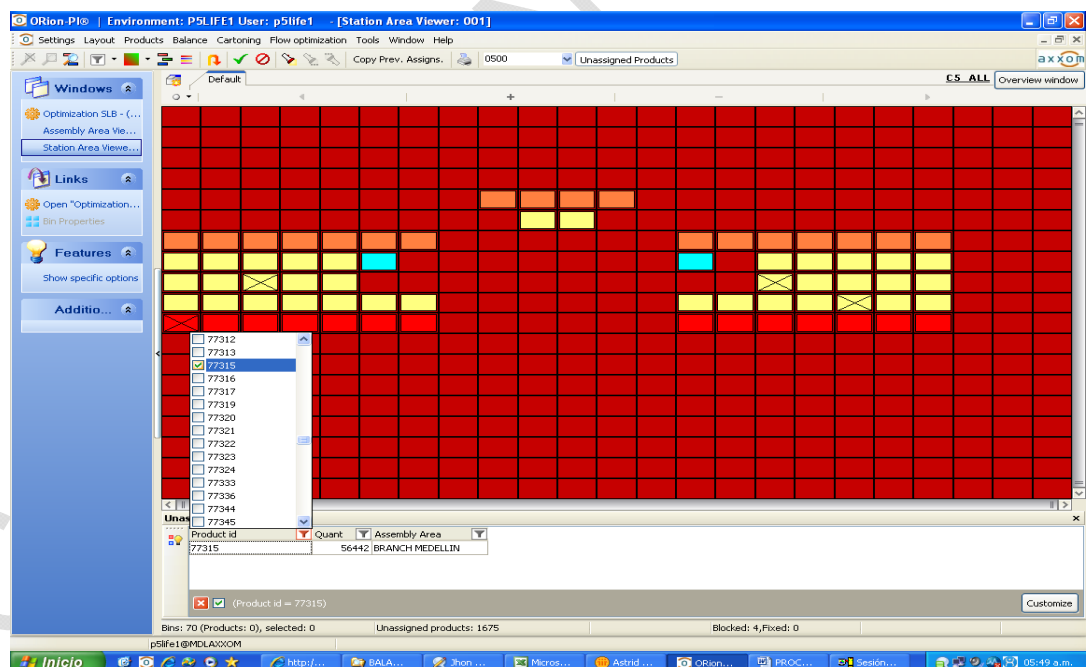 ORion-PI® | Environment: P5LIFE1 User: p5life1 - [Station Area Viewer: 001]
Settings Layout Products Balance Cartoning Flow optimization Tools Window Help
Copy Prev. Assigns. 0500 Unassigned Products axxom
Windows
Optimization SLB - (...
Assembly Area Vie...
Station Area Viewe...
Links
Open "Optimization...
Bin Properties
Features
Show specific options
Additio...
Default
C5 ALL
Overview window
77312
77313
77315
77316
77317
77319
77320
77321
77322
77323
77324
77333
77336
77344
77345
Unas
Product id Quant Assembly Area
77315 56442 BRANCH MEDELLIN
(Product id = 77315)
Customize
Bins: 70 (Products: 0), selected: 0 Unassigned products: 1675 Blocked: 4,Fixed: 0
p5life1@MDLAXXOM
Inicio http:/... BALA... Jhon ... Micros... Astrid ... ORion... PROC... Sesión... 05:49 a.m.